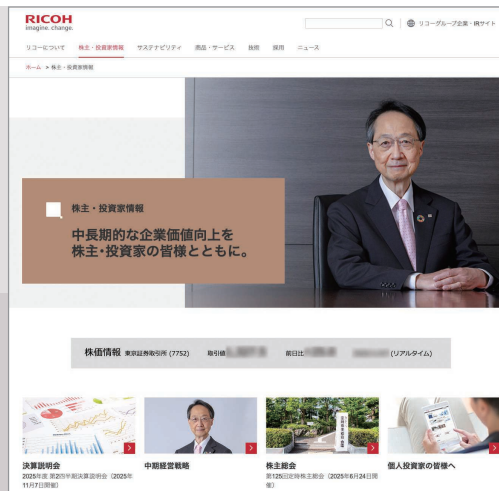 RICOH
imagine. change.
リコーグループ企業・IRサイト
リコーについて 株主・投資家情報 サステナビリティ 商品・サービス 技術 採用 ニュース
ホーム 株主・投資家情報
株主・投資家情報
中長期的な企業価値向上を
株主・投資家の皆様とともに。
株価情報 東京証券取引所 (7752) 取引値 前日比 (リアルタイム)
決算説明会
2025年度 第2四半期決算説明会（2025年
11月7日開催）
中期経営戦略
株主総会
第125回定時株主総会（2025年6月24日開
催）
個人投資家の皆様へ